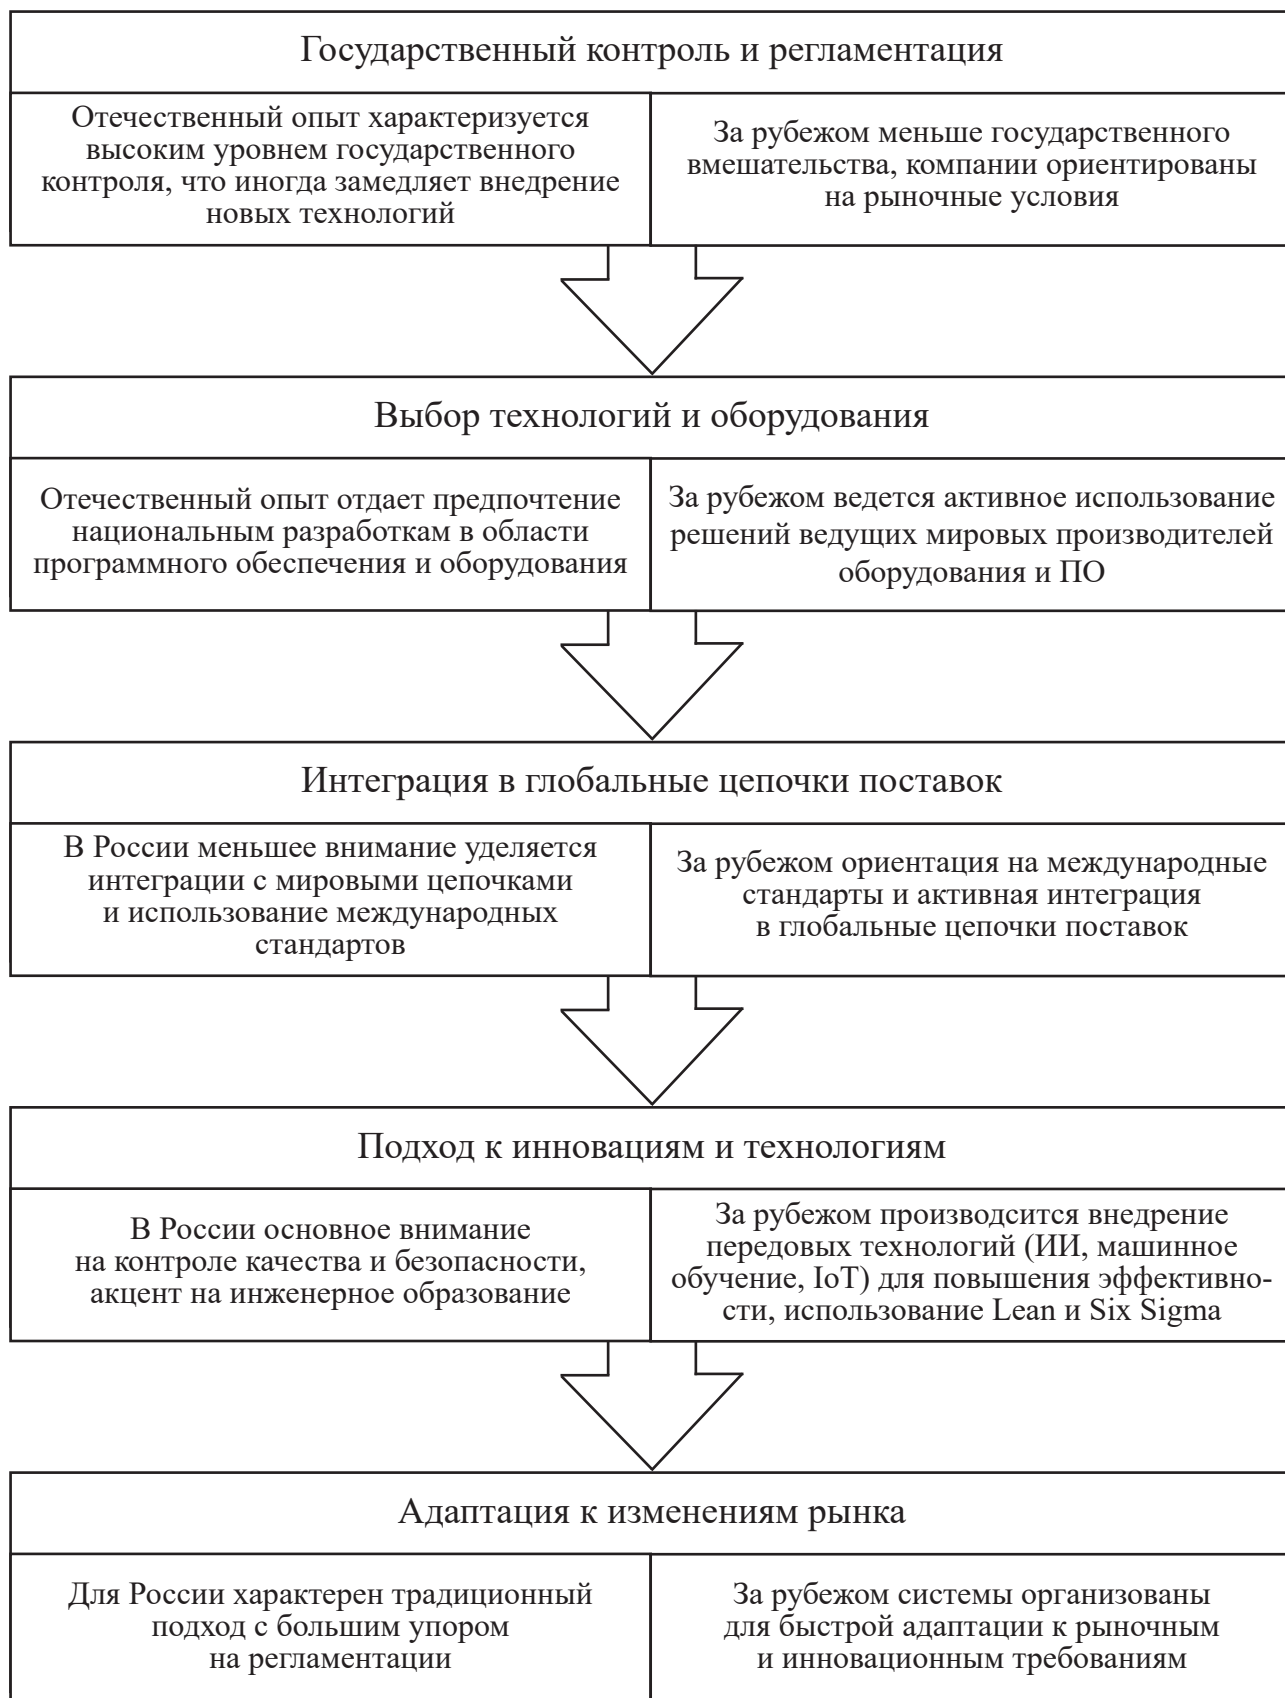 Государственный контроль и регламентация
Отечественный опыт характеризуется
высоким уровнем государственного
контроля, что иногда замедляет внедрение
новых технологий
За рубежом меньше государственного
вмешательства, компании ориентированы
на рыночные условия
Выбор технологий и оборудования
Отечественный опыт отдает предпочтение
национальным разработкам в области
программного обеспечения и оборудования
За рубежом ведется активное использование
решений ведущих мировых производителей
оборудования и ПО
Интеграция в глобальные цепочки поставок
В России меньшее внимание уделяется
интеграции с мировыми цепочками
и использование международных
стандартов
За рубежом ориентация на международные
стандарты и активная интеграция
в глобальные цепочки поставок
Подход к инновациям и технологиям
В России основное внимание
на контроле качества и безопасности,
акцент на инженерное образование
За рубежом производсится внедрение
передовых технологий (ИИ, машинное
обучение, IoT) для повышения эффективно-
сти, использование Lean и Six Sigma
Адаптация к изменениям рынка
Для России характерен традиционный
подход с большим упором
на регламентации
За рубежом системы организованы
для быстрой адаптации к рыночным
и инновационным требованиям